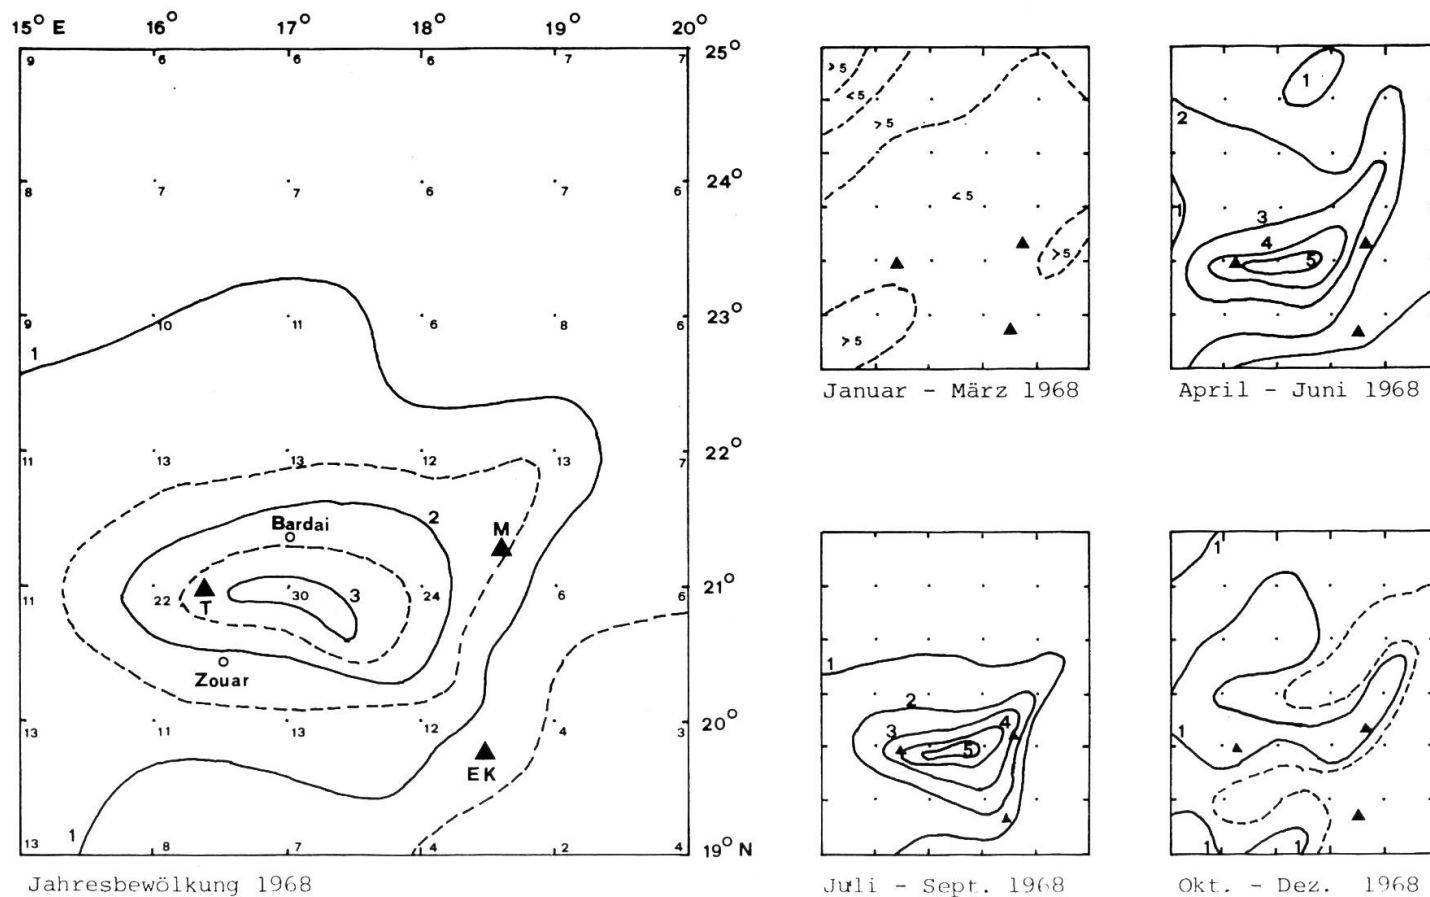 15° E 16° 17° 18° 19° 20°
9 6 6 6 7 7 25°
8 7 7 6 7 6 24°
9 10 11 6 8 6 23°
1
11 13 13 12 13 7 22°
2
Bardai
M
11 22 30 3 24 6 6 21°
T
Zouar
13 11 13 12 4 3 20°
EK
1
13 8 7 4 2 4 19° N
Jahresbewölkung 1968
>5
<5
>5
<5
>5
>5
Januar - März 1968
1
2
1
3
4
5
April - Juni 1968
1
2
3 4
5
Juli - Sept. 1968
1
1
1
1
Okt. - Dez. 1968